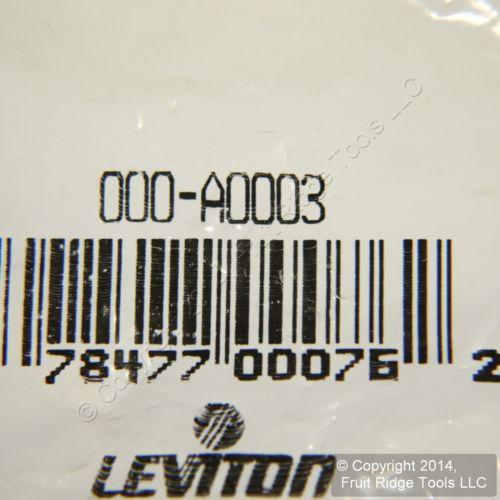 000-A0003
78477 00076 2
LEVITON
© Copyright 2014,
Fruit Ridge Tools LLC